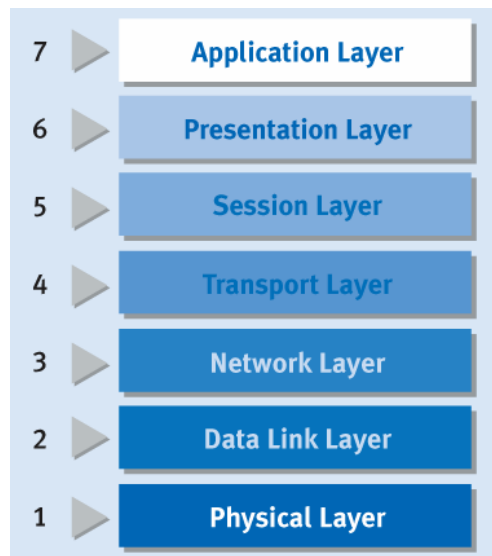 7 Application Layer
6 Presentation Layer
5 Session Layer
4 Transport Layer
3 Network Layer
2 Data Link Layer
1 Physical Layer